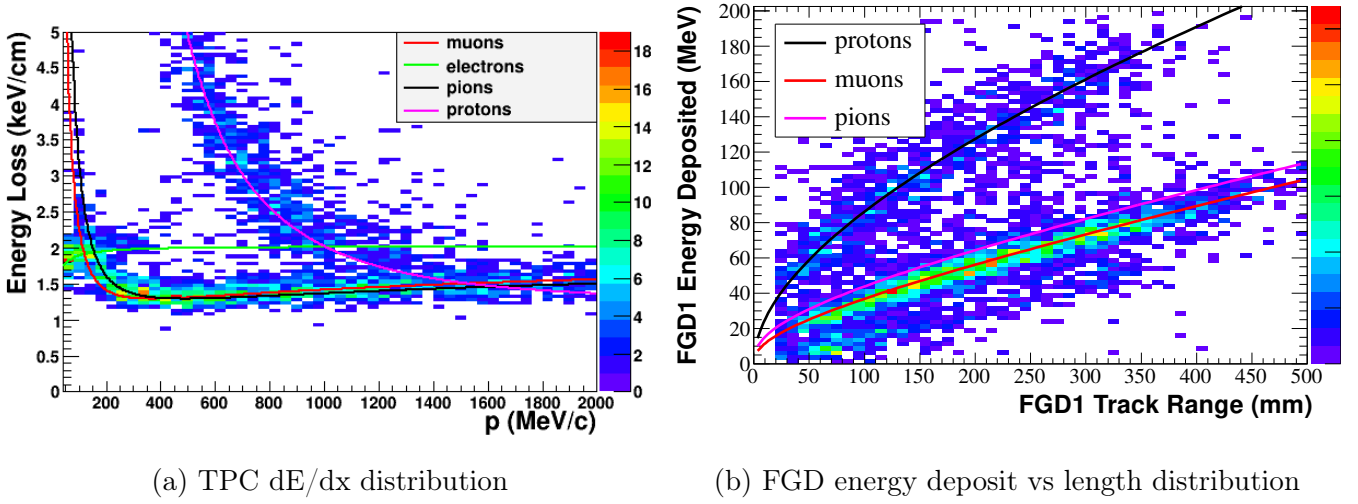 5
4.5
4
3.5
3
2.5
2
1.5
1
0.5
0
Energy Loss (keV/cm)
muons
electrons
pions
protons
18
16
14
12
10
8
6
4
2
0
200 400 600 800 1000 1200 1400 1600 1800 2000
p (MeV/c)
(a) TPC dE/dx distribution
200
180
160
140
120
100
80
60
40
20
0
FGD1 Energy Deposited (MeV)
protons
muons
pions
0 50 100 150 200 250 300 350 400 450 500
FGD1 Track Range (mm)
(b) FGD energy deposit vs length distribution